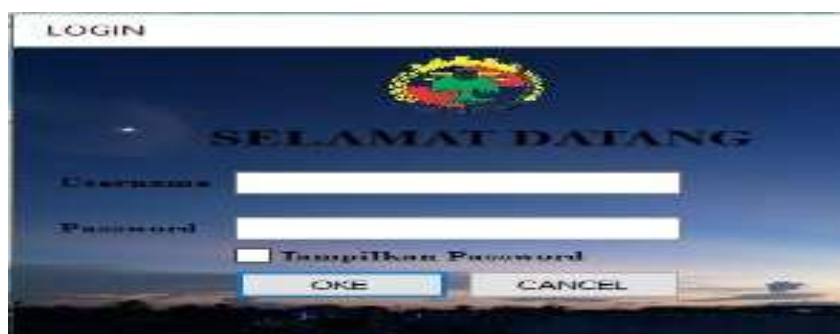 LOGIN
SELAMAT DATANG
Username
Password
Tampilkan Password
OKE CANCEL